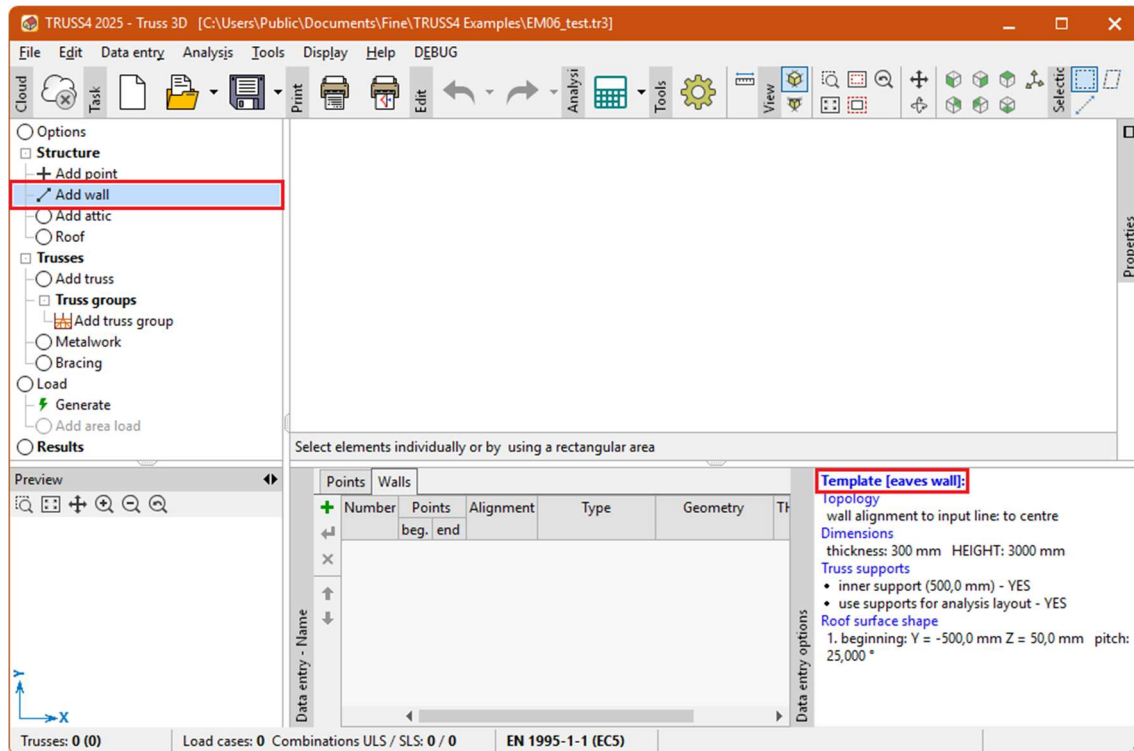 TRUSS4 2025 - Truss 3D [C:\Users\Public\Documents\Fine\TRUSS4 Examples\EM06_test.tr3]
File Edit Data entry Analysis Tools Display Help DEBUG
Cloud Task Print Edit Analysi Tools View Selectic
Options
Structure
Add point
Add wall
Add attic
Roof
Trusses
Add truss
Truss groups
Add truss group
Metalwork
Bracing
Load
Generate
Add area load
Results
Properties
Select elements individually or by using a rectangular area
Preview
Y
X
Data entry - Name
Points Walls
Number Points Alignment Type Geometry TH
beg. end
Data entry options
Template [eaves wall]:
Topology
wall alignment to input line: to centre
Dimensions
thickness: 300 mm HEIGHT: 3000 mm
Truss supports
• inner support (500,0 mm) - YES
• use supports for analysis layout - YES
Roof surface shape
1. beginning: Y = -500,0 mm Z = 50,0 mm pitch:
25,000 °
Trusses: 0 (0) Load cases: 0 Combinations ULS / SLS: 0 / 0 EN 1995-1-1 (EC5)